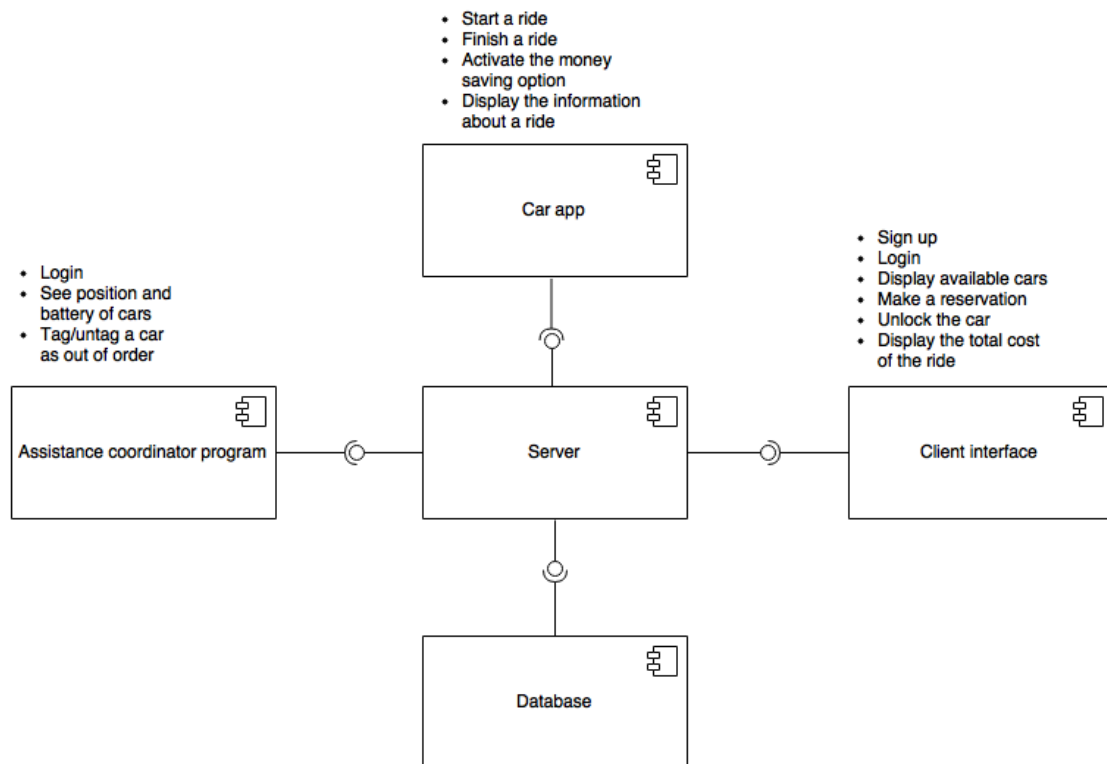 • Start a ride
• Finish a ride
• Activate the money
saving option
• Display the information
about a ride
Car app
• Login
• See position and
battery of cars
• Tag/untag a car
as out of order
• Sign up
• Login
• Display available cars
• Make a reservation
• Unlock the car
• Display the total cost
of the ride
Assistance coordinator program
Server
Client interface
Database